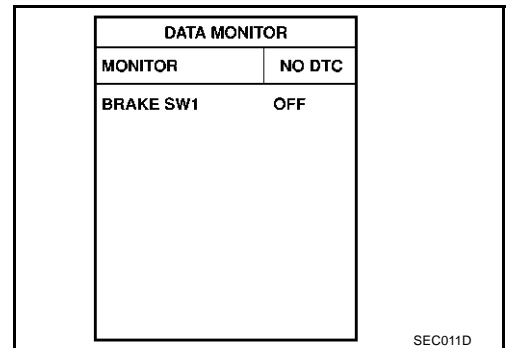 DATA MONITOR
MONITOR NO DTC
BRAKE SW1 OFF
SEC011D